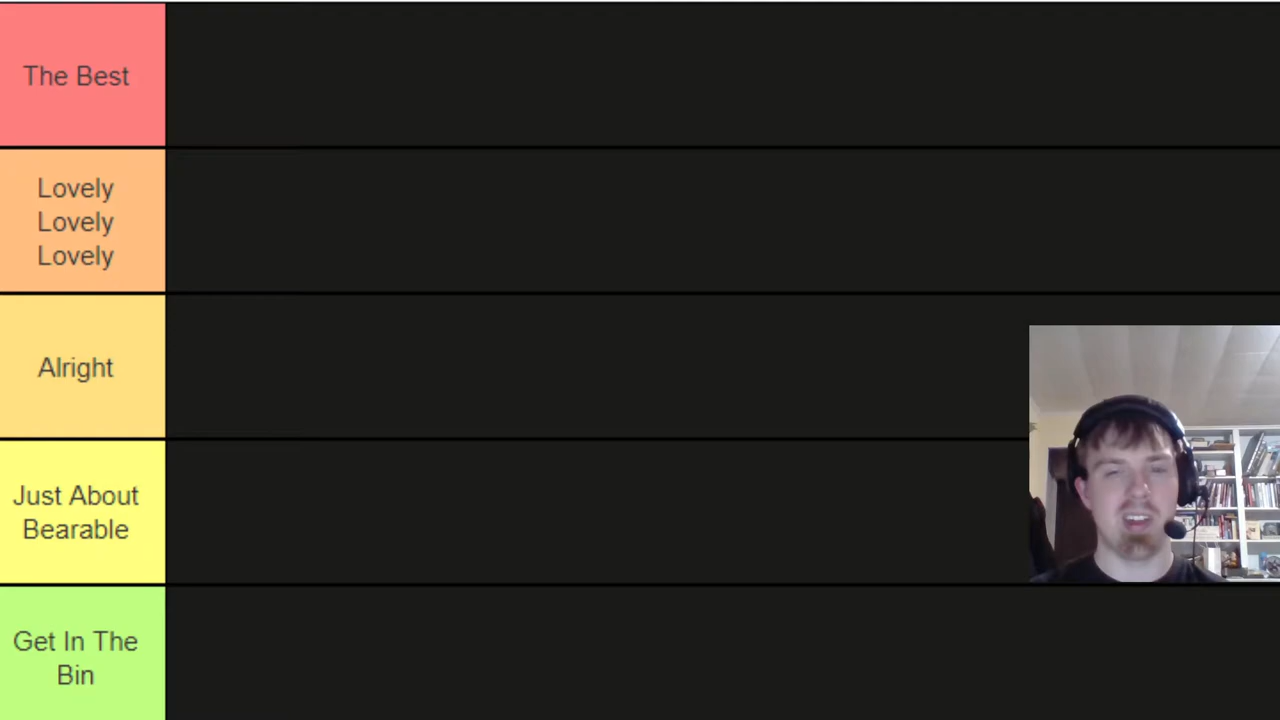 The Best
Lovely
Lovely
Lovely
Alright
Just About
Bearable
Get In The
Bin